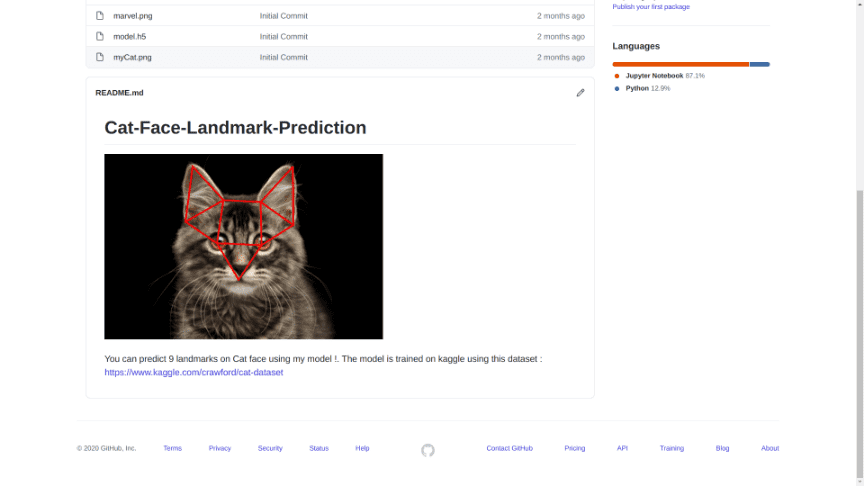 marvel.png Initial Commit 2 months ago
Publish your first package
model.h5 Initial Commit 2 months ago
myCat.png Initial Commit 2 months ago
Languages
Jupyter Notebook 87.1%
Python 12.9%
README.md
Cat-Face-Landmark-Prediction
You can predict 9 landmarks on Cat face using my model !. The model is trained on kaggle using this dataset :
https://www.kaggle.com/crawford/cat-dataset
© 2020 GitHub, Inc. Terms Privacy Security Status Help Contact GitHub Pricing API Training Blog About